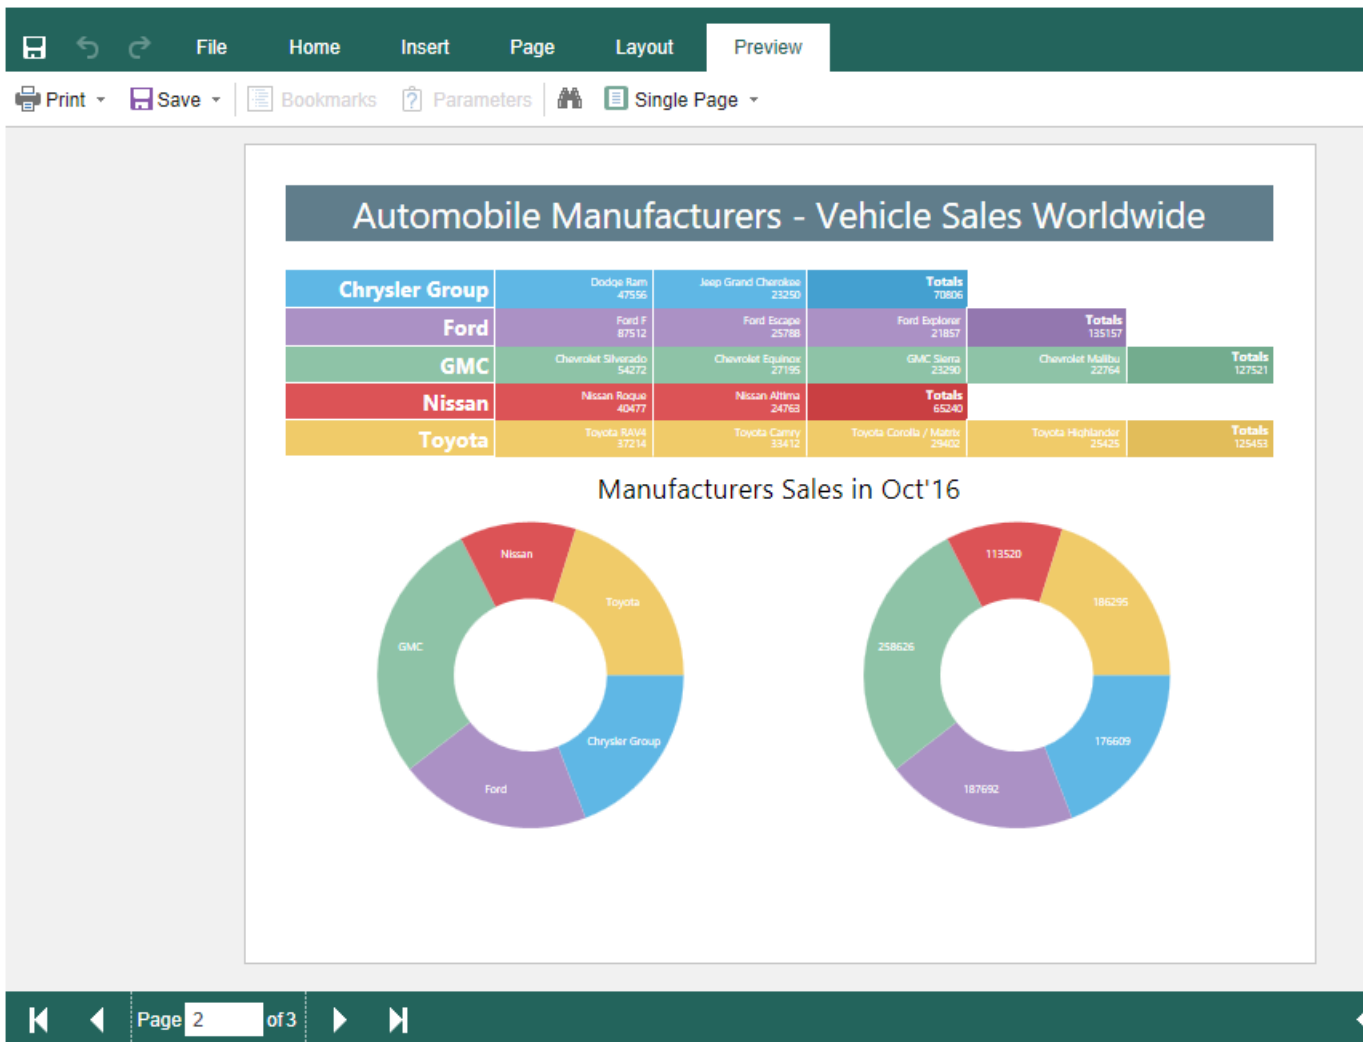 File Home Insert Page Layout Preview
Print Save Bookmarks Parameters Single Page
Automobile Manufacturers - Vehicle Sales Worldwide
Chrysler Group Dodge Ram Jeep Grand Cherokee Totals
47556 23250 70806
Ford Ford F Ford Escape Ford Explorer Totals
87512 25788 21857 135157
GMC Chevrolet Silverado Chevrolet Equinox GMC Sierra Chevrolet Malibu Totals
54272 27195 23290 22764 127521
Nissan Nissan Rogue Nissan Altima Totals
40477 24763 65240
Toyota Toyota RAV4 Toyota Camry Toyota Corolla / Matrix Toyota Highlander Totals
37214 33412 29402 25425 125453
Manufacturers Sales in Oct'16
Nissan
Toyota
GMC
Chrysler Group
Ford
113520
186295
258626
176609
187692
Page 2 of 3